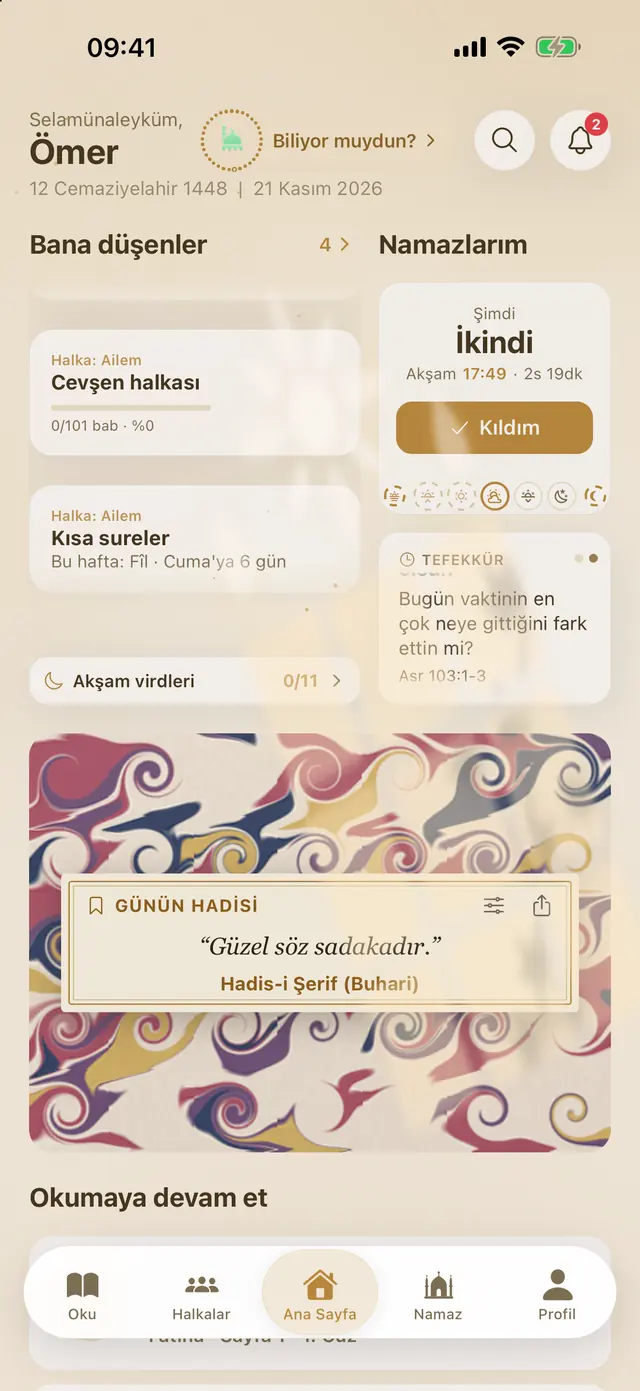 09:41
Selamünaleyküm,
Ömer
Biliyor muydun?
2
12 Cemaziyelahir 1448 | 21 Kasım 2026
Bana düşenler
4
Halka: Ailem
Cevşen halkası
0/101 bab · %0
Halka: Ailem
Kısa sureler
Bu hafta: Fîl · Cuma'ya 6 gün
Akşam virdleri
0/11
Namazlarım
Şimdi
İkindi
Akşam 17:49 · 2s 19dk
Kıldım
TEFEKKÜR
Bugün vaktinin en
çok neye gittiğini fark
ettin mi?
Asr 103:1-3
GÜNÜN HADİSİ
“Güzel söz sadakadır.”
Hadis-i Şerif (Buhari)
Okumaya devam et
Oku
Halkalar
Ana Sayfa
Namaz
Profil